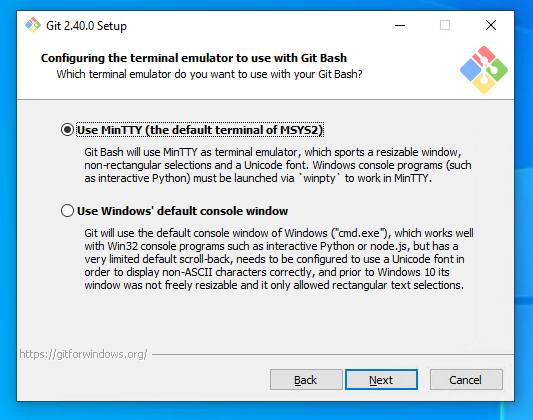 Git 2.40.0 Setup
Configuring the terminal emulator to use with Git Bash
Which terminal emulator do you want to use with your Git Bash?
Use MinTTY (the default terminal of MSYS2)
Git Bash will use MinTTY as terminal emulator, which sports a resizable window,
non-rectangular selections and a Unicode font. Windows console programs (such
as interactive Python) must be launched via `winpty` to work in MinTTY.
Use Windows' default console window
Git will use the default console window of Windows ("cmd.exe"), which works well
with Win32 console programs such as interactive Python or node.js, but has a
very limited default scroll-back, needs to be configured to use a Unicode font in
order to display non-ASCII characters correctly, and prior to Windows 10 its
window was not freely resizable and it only allowed rectangular text selections.
https://gitforwindows.org/
Back
Next
Cancel